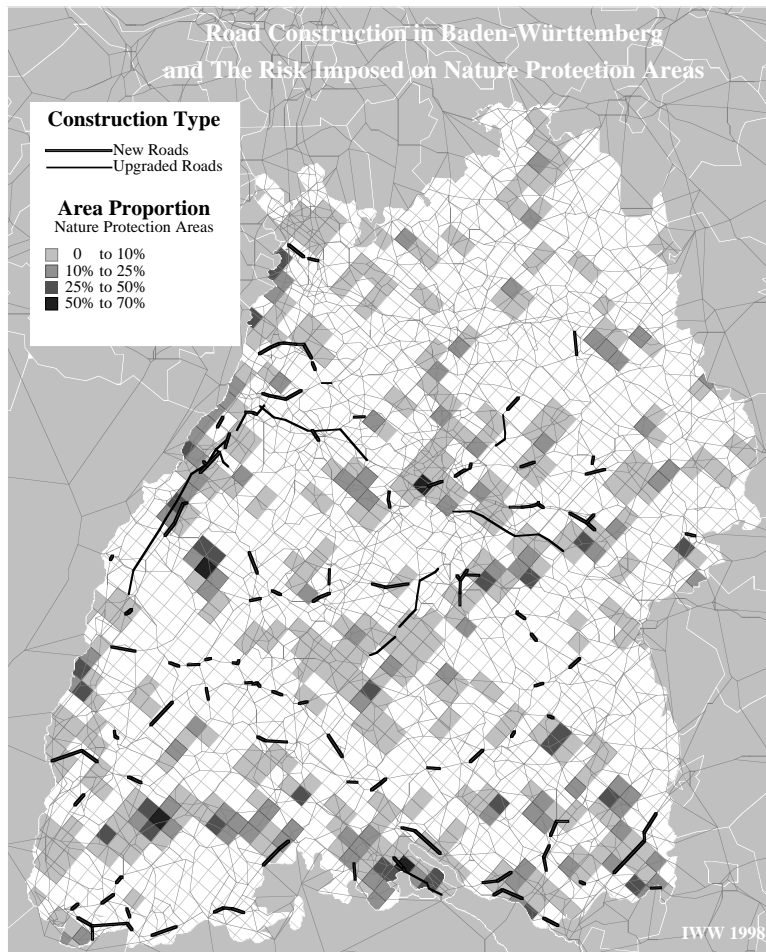 Road Construction in Baden-Württemberg
and The Risk Imposed on Nature Protection Areas
Construction Type
New Roads
Upgraded Roads
Area Proportion
Nature Protection Areas
0 to 10%
10% to 25%
25% to 50%
50% to 70%
IWW 1998